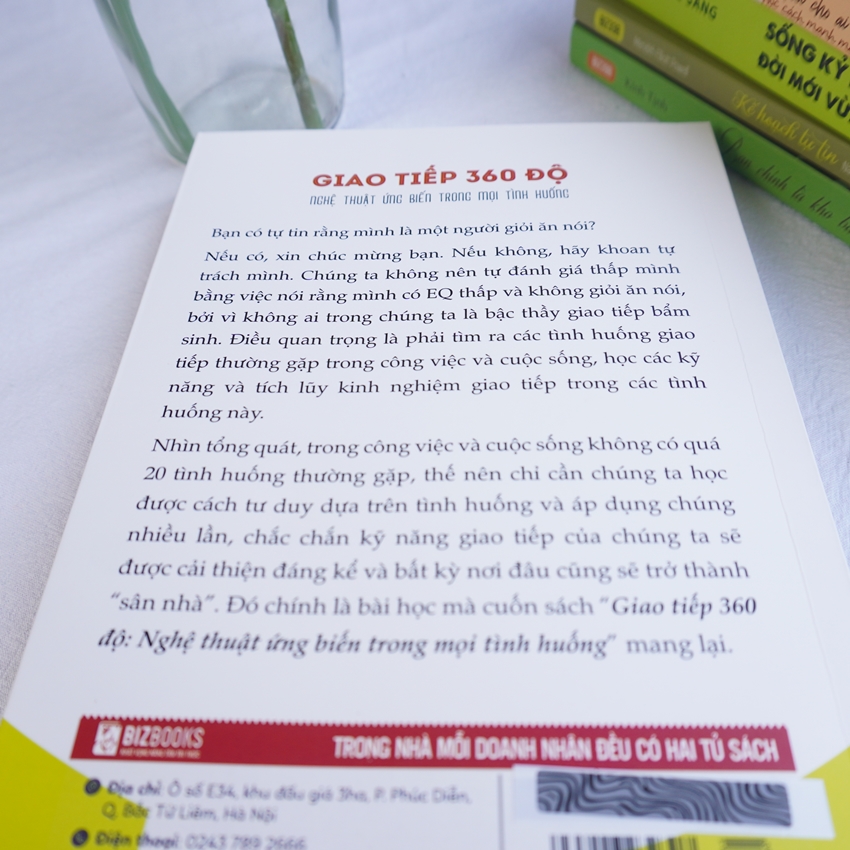 SÁNG
SỐNG KỶ
ĐỜI MỚI VỮ
Kế hoạch tự tin
chính là kho b
GIAO TIẾP 360 ĐỘ
NGHỆ THUẬT ỨNG BIẾN TRONG MỌI TÌNH HUỐNG
Bạn có tự tin rằng mình là một người giỏi ăn nói?
Nếu có, xin chúc mừng bạn. Nếu không, hãy khoan tự
trách mình. Chúng ta không nên tự đánh giá thấp mình
bằng việc nói rằng mình có EQ thấp và không giỏi ăn nói,
bởi vì không ai trong chúng ta là bậc thầy giao tiếp bẩm
sinh. Điều quan trọng là phải tìm ra các tình huống giao
tiếp thường gặp trong công việc và cuộc sống, học các kỹ
năng và tích lũy kinh nghiệm giao tiếp trong các tình
huống này.
Nhìn tổng quát, trong công việc và cuộc sống không có quá
20 tình huống thường gặp, thế nên chỉ cần chúng ta học
được cách tư duy dựa trên tình huống và áp dụng chúng
nhiều lần, chắc chắn kỹ năng giao tiếp của chúng ta sẽ
được cải thiện đáng kể và bất kỳ nơi đâu cũng sẽ trở thành
“sân nhà”. Đó chính là bài học mà cuốn sách “Giao tiếp 360
độ: Nghệ thuật ứng biến trong mọi tình huống” mang lại.
BIZBOOKS
TRONG NHÀ MỖI DOANH NHÂN ĐỀU CÓ HAI TỦ SÁCH
Địa chỉ: Ô số E34, khu đấu giá 3ha, P. Phúc Diễn,
Q. Bắc Từ Liêm, Hà Nội
Điện thoại: 0243 799 2666